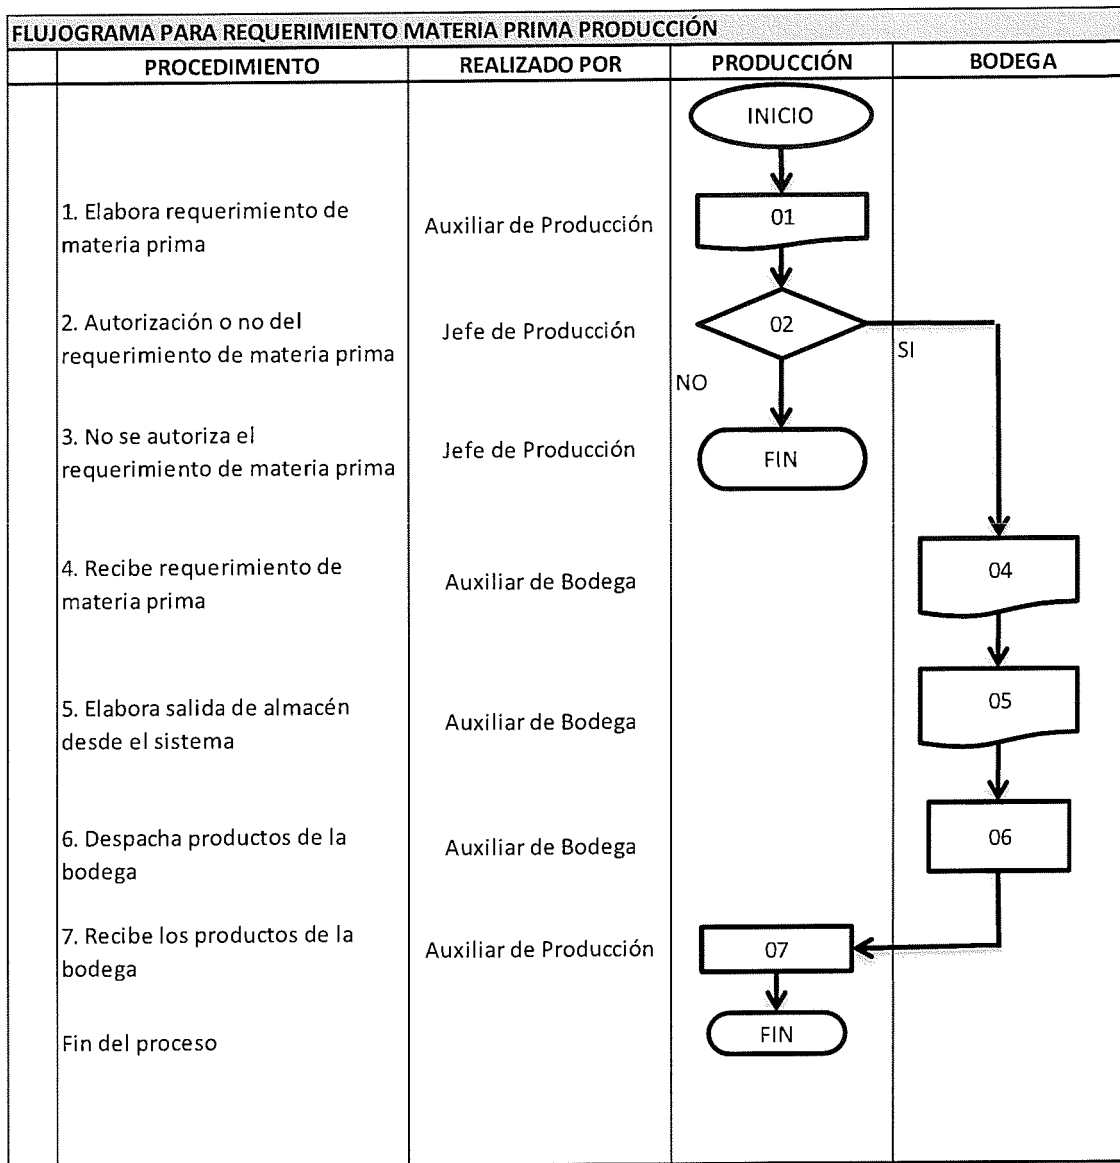 FLUJOGRAMA PARA REQUERIMIENTO MATERIA PRIMA PRODUCCIÓN
PROCEDIMIENTO
REALIZADO POR
PRODUCCIÓN
BODEGA
INICIO
1. Elabora requerimiento de
materia prima
Auxiliar de Producción
01
2. Autorización o no del
requerimiento de materia prima
Jefe de Producción
02
SI
NO
3. No se autoriza el
requerimiento de materia prima
Jefe de Producción
FIN
4. Recibe requerimiento de
materia prima
Auxiliar de Bodega
04
5. Elabora salida de almacén
desde el sistema
Auxiliar de Bodega
05
6. Despacha productos de la
bodega
Auxiliar de Bodega
06
7. Recibe los productos de la
bodega
Auxiliar de Producción
07
Fin del proceso
FIN